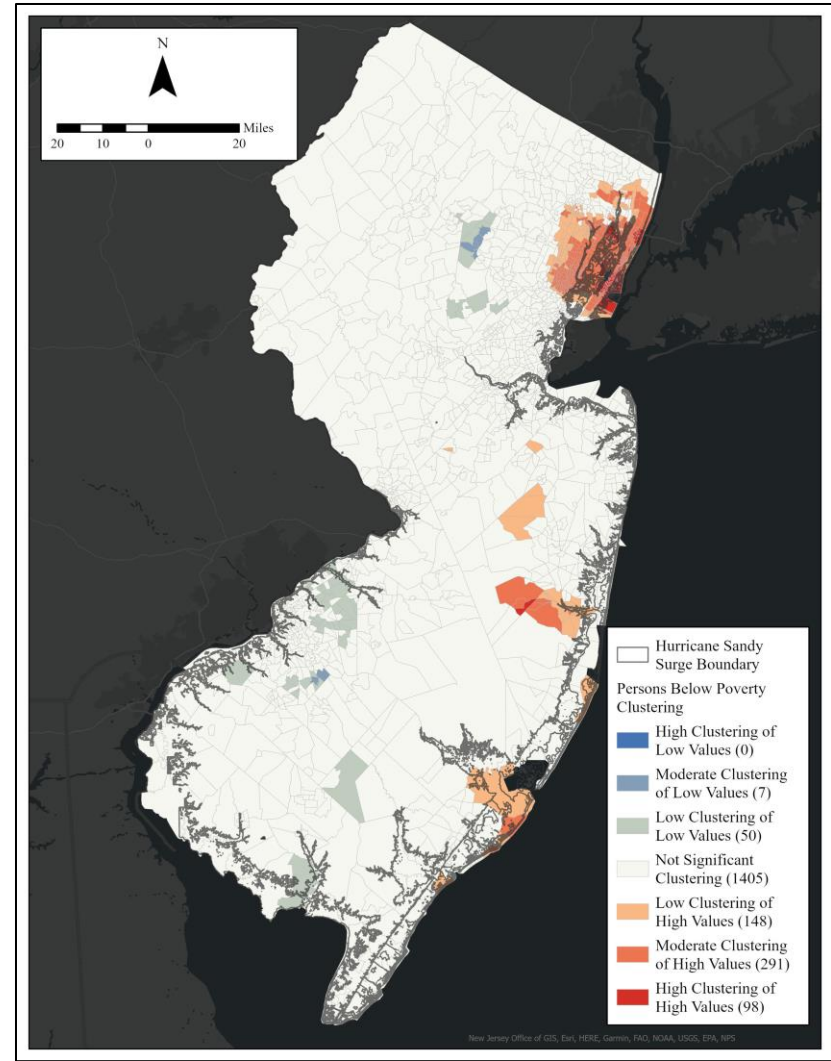 N
Miles
20 10 0 20
Hurricane Sandy
Surge Boundary
Persons Below Poverty
Clustering
High Clustering of
Low Values (0)
Moderate Clustering
of Low Values (7)
Low Clustering of
Low Values (50)
Not Significant
Clustering (1405)
Low Clustering of
High Values (148)
Moderate Clustering
of High Values (291)
High Clustering of
High Values (98)
New Jersey Office of GIS, Esri, HERE, Garmin, FAO, NOAA, USGS, EPA, NPS